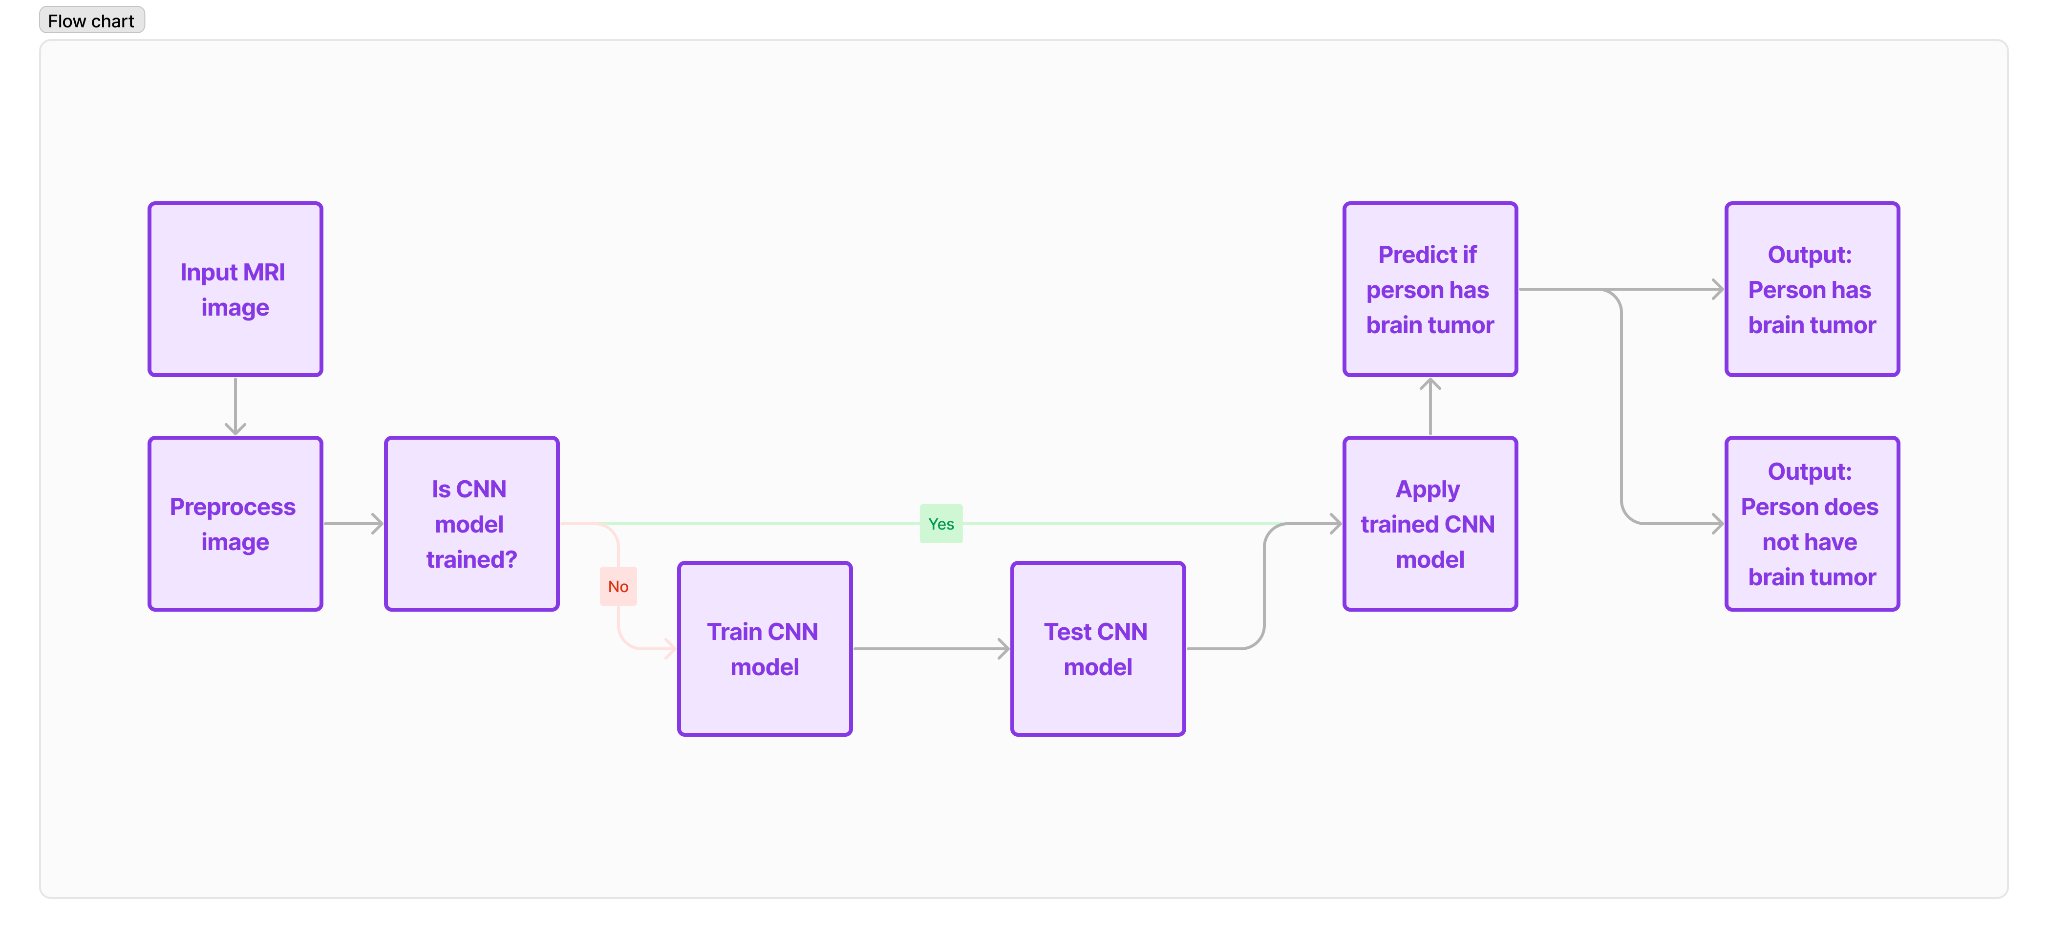 Flow chart
Input MRI
image
Preprocess
image
Is CNN
model
trained?
Yes
No
Train CNN
model
Test CNN
model
Apply
trained CNN
model
Predict if
person has
brain tumor
Output:
Person has
brain tumor
Output:
Person does
not have
brain tumor